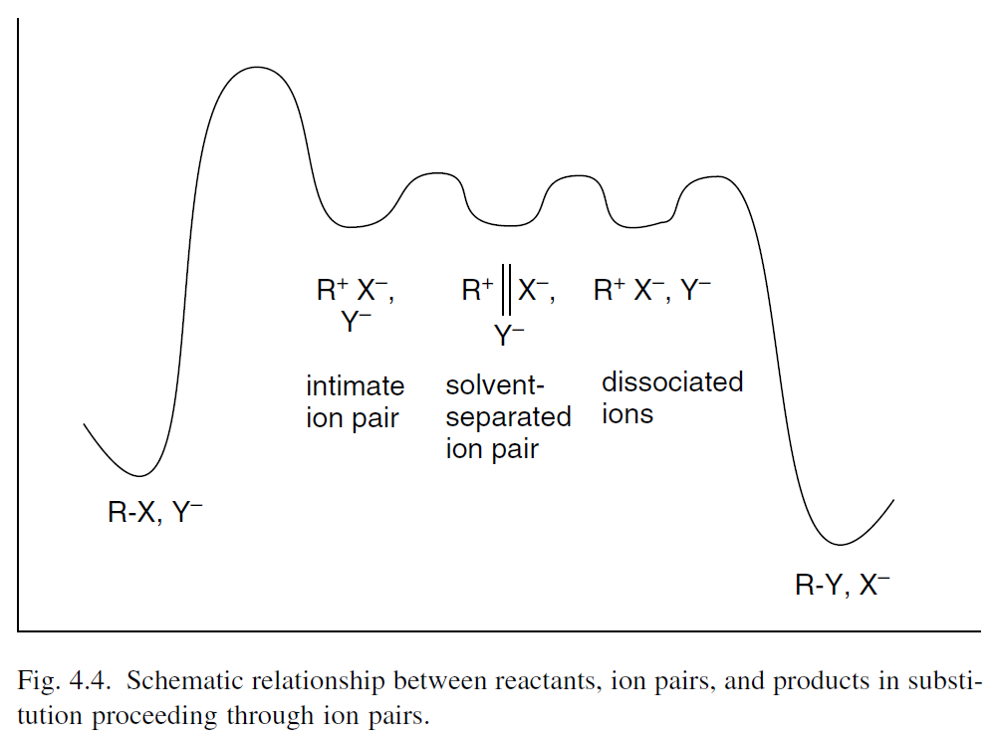 R⁺ X⁻,
Y⁻
R⁺ || X⁻,
Y⁻
R⁺ X⁻, Y⁻
intimate
ion pair
solvent-
separated
ion pair
dissociated
ions
R-X, Y⁻
R-Y, X⁻
Fig. 4.4. Schematic relationship between reactants, ion pairs, and products in substi-
tution proceeding through ion pairs.